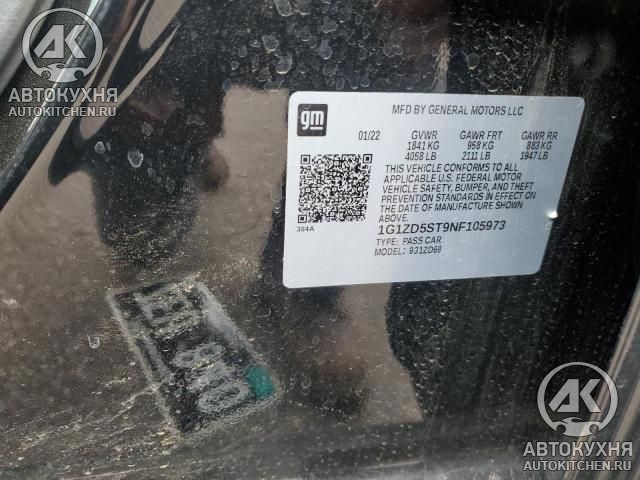 AK
АВТОКУХНЯ
AUTOKITCHEN.RU
gm
MFD BY GENERAL MOTORS LLC
01/22 GVWR GAWR FRT GAWR RR
1841 KG 958 KG 883 KG
4058 LB 2111 LB 1947 LB
THIS VEHICLE CONFORMS TO ALL
APPLICABLE U.S. FEDERAL MOTOR
VEHICLE SAFETY, BUMPER, AND THEFT
PREVENTION STANDARDS IN EFFECT ON
THE DATE OF MANUFACTURE SHOWN
ABOVE.
384A
1G1ZD5ST9NF105973
TYPE: PASS CAR
MODEL: 931ZD69
AK
АВТОКУХНЯ
AUTOKITCHEN.RU